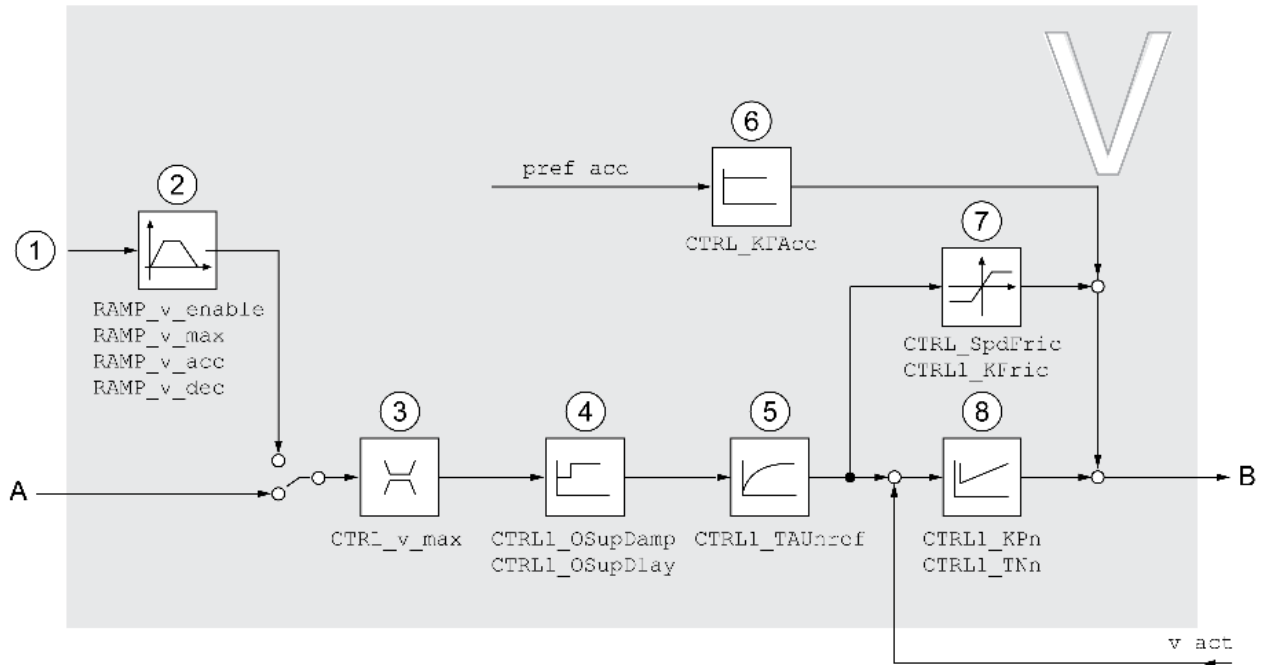 V
6
pref acc
CTRL_KFAcc
2
1
RAMP_v_enable
RAMP_v_max
RAMP_v_acc
RAMP_v_dec
7
CTRL_SpdFric
CTRL1_KFric
3
4
5
8
A
B
CTRL_v_max
CTRL1_OSupDamp
CTRL1_OSupDlay
CTRL1_TAUnref
CTRL1_KPn
CTRL1_TNn
v act